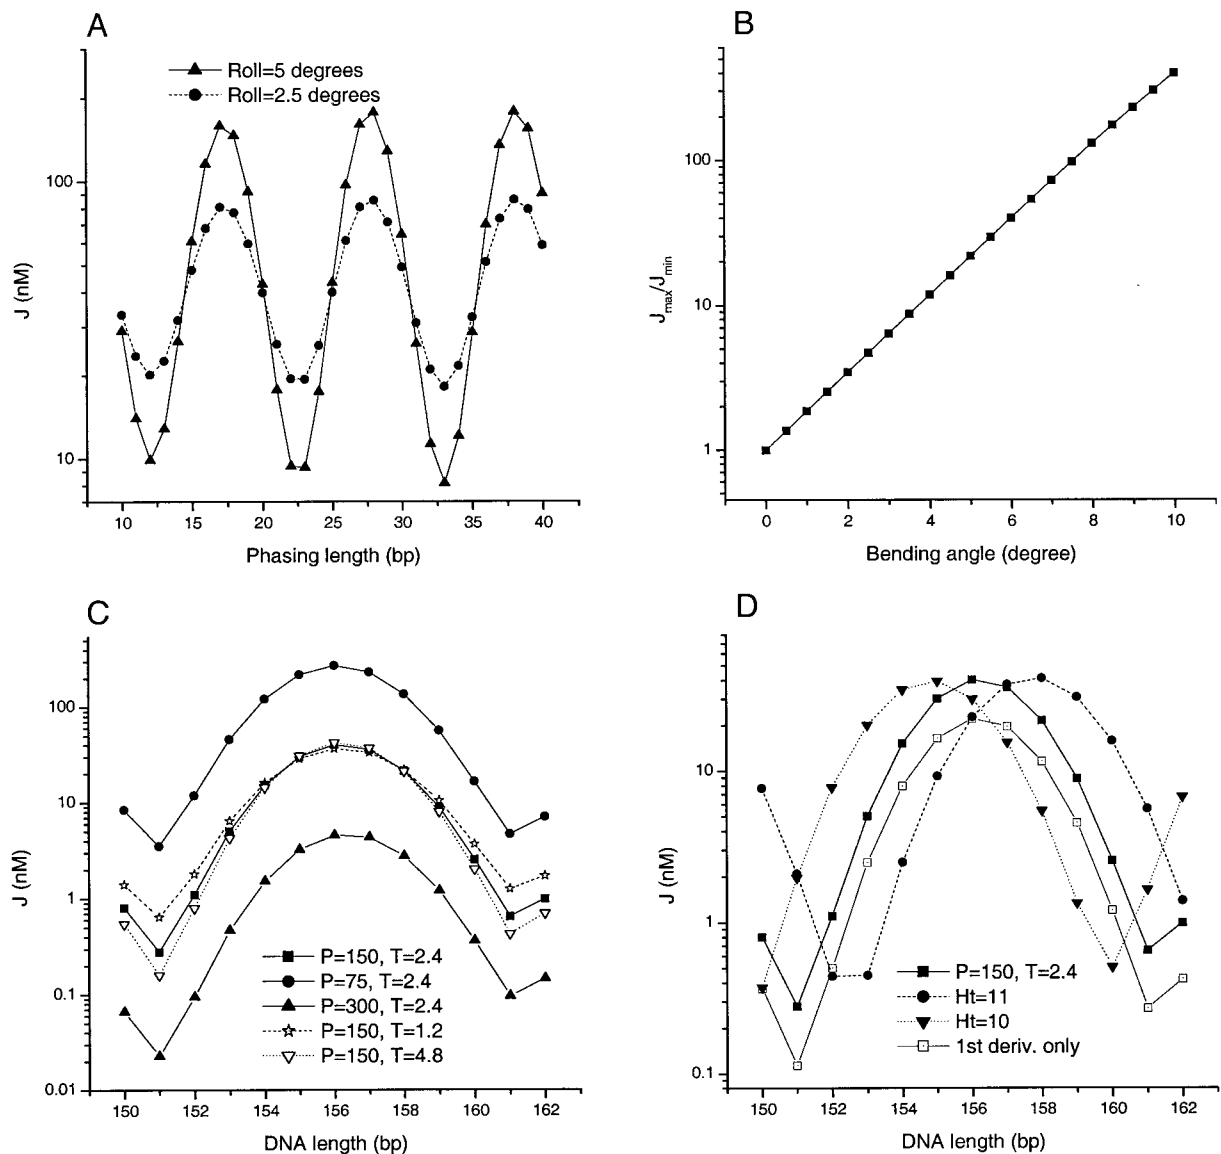 A
Roll=5 degrees
Roll=2.5 degrees
100
10
J (nM)
10 15 20 25 30 35 40
Phasing length (bp)
B
100
10
1
Jmax/Jmin
0 2 4 6 8 10
Bending angle (degree)
C
100
10
1
0.1
0.01
J (nM)
P=150, T=2.4
P=75, T=2.4
P=300, T=2.4
P=150, T=1.2
P=150, T=4.8
150 152 154 156 158 160 162
DNA length (bp)
D
10
1
0.1
J (nM)
P=150, T=2.4
Ht=11
Ht=10
1st deriv. only
150 152 154 156 158 160 162
DNA length (bp)